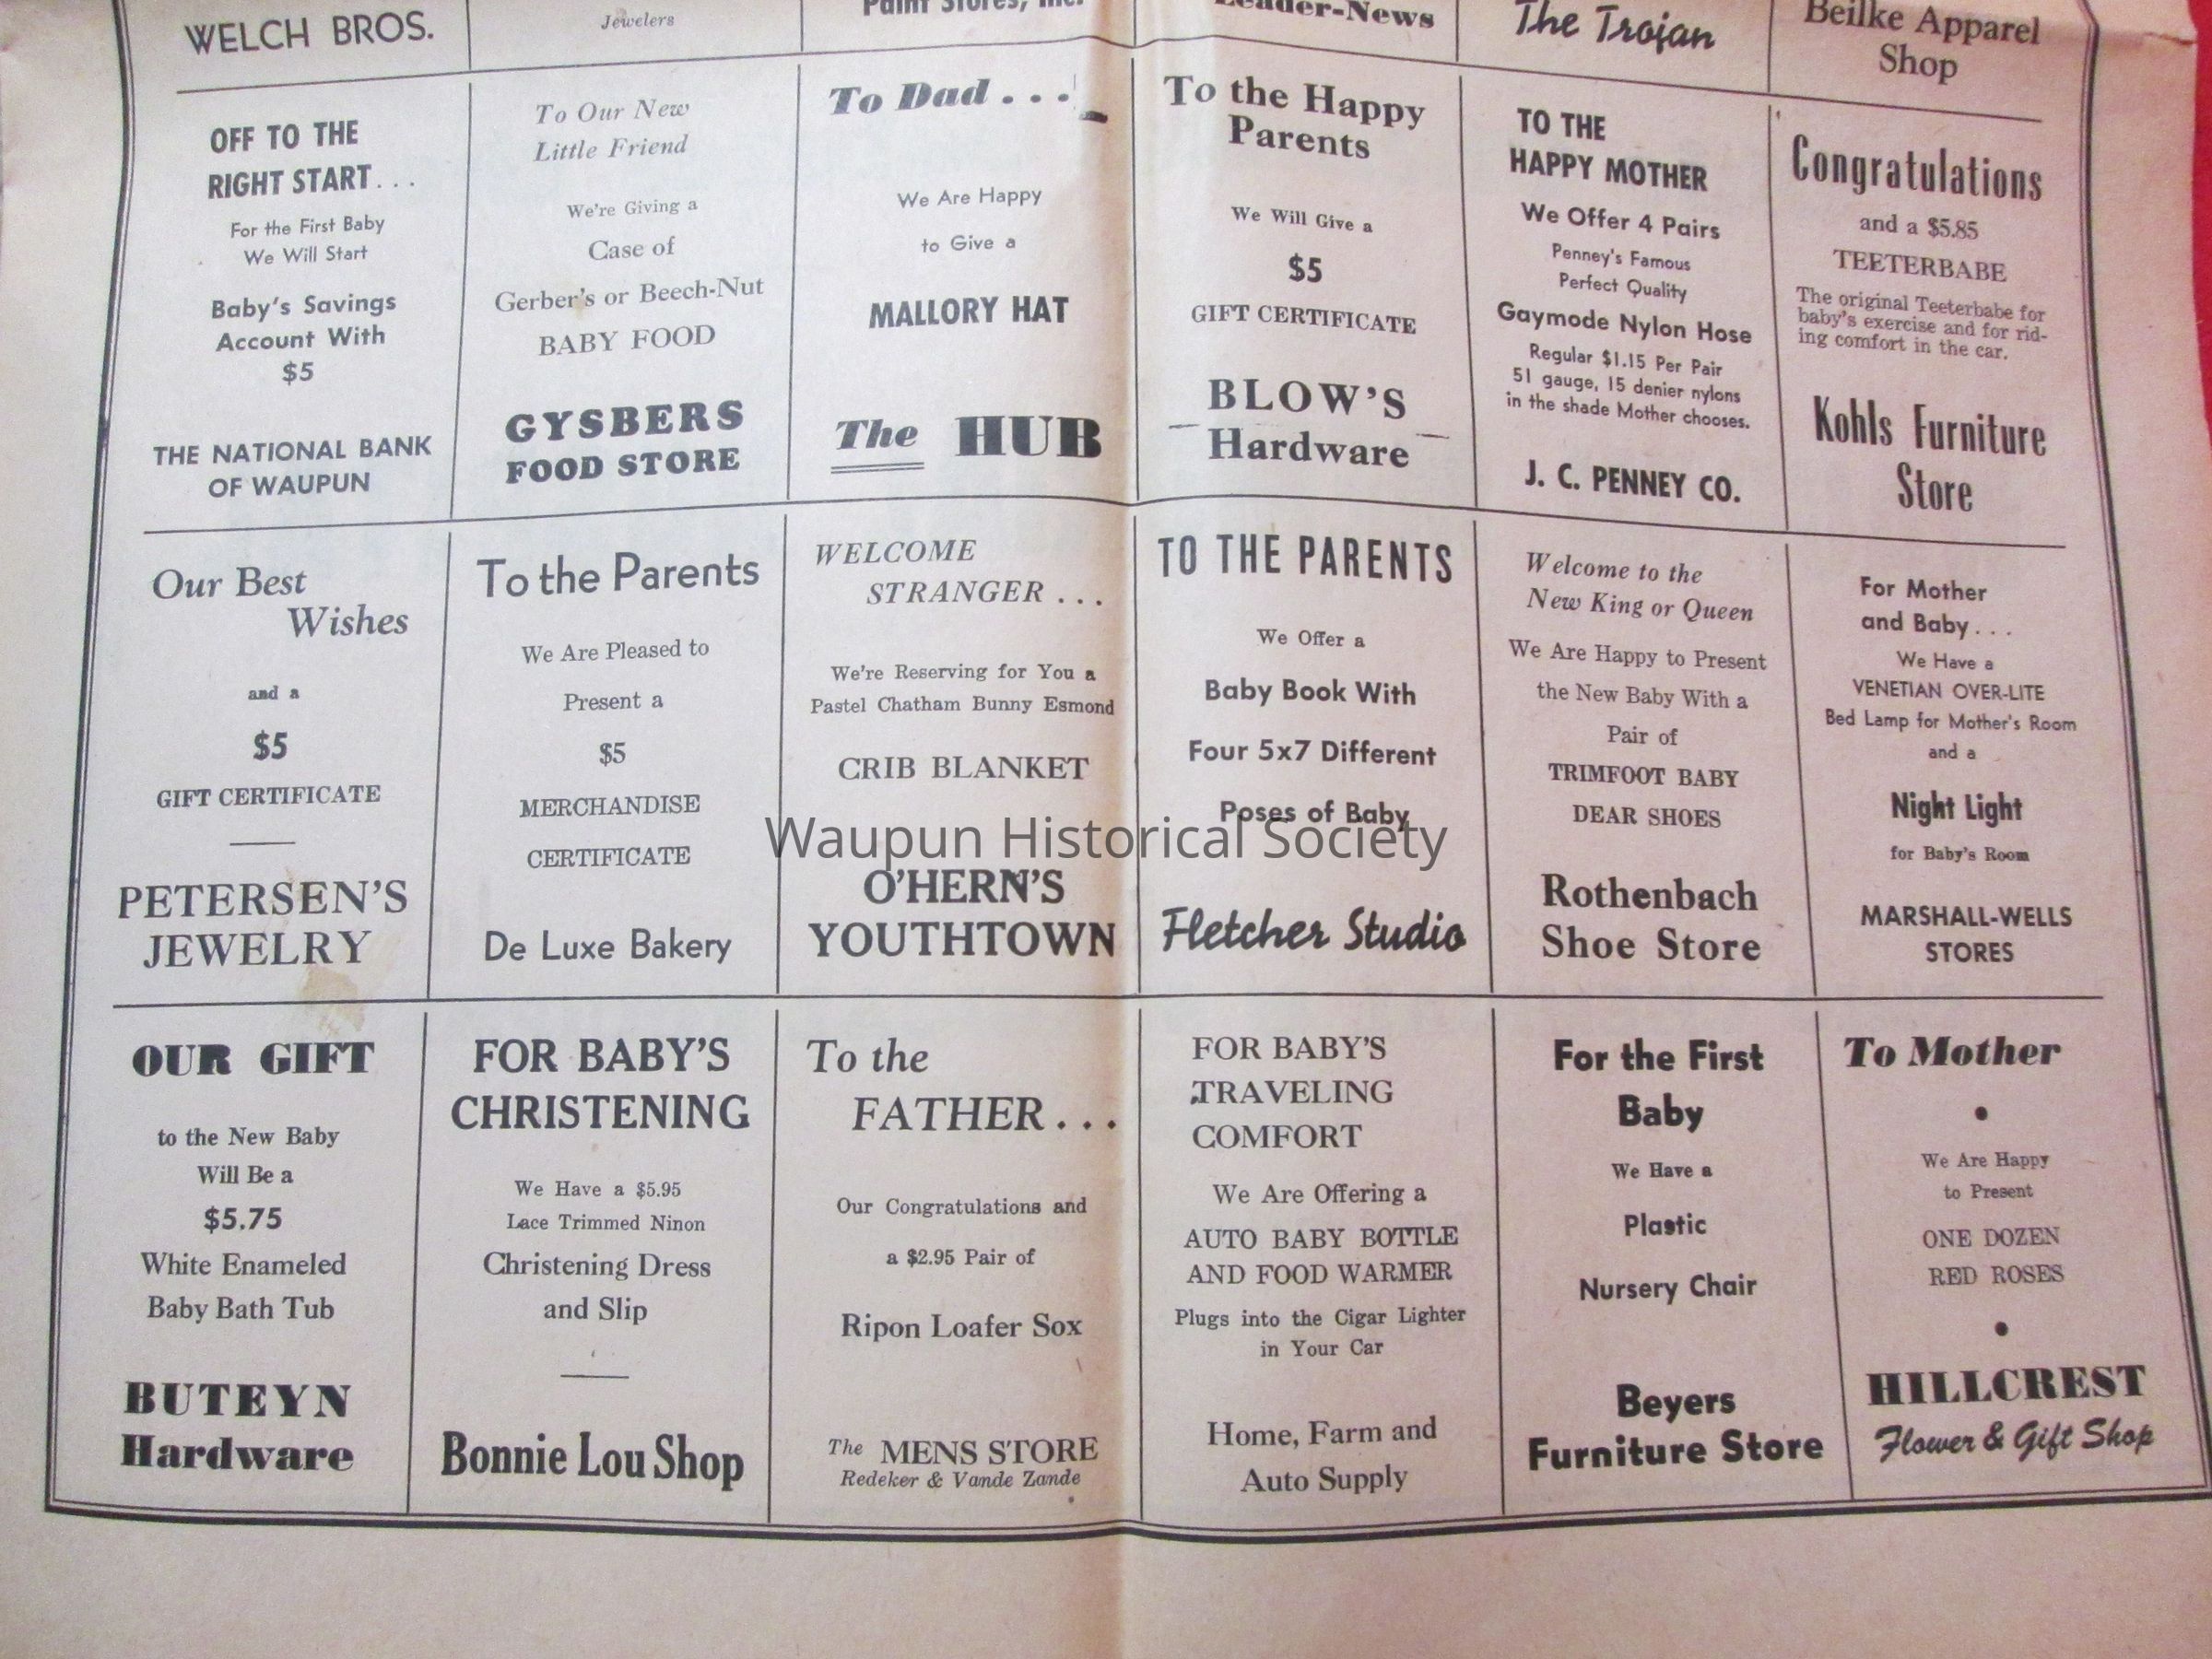 WELCH BROS.
Jewelers
Paint Stores, Inc.
Leader-News
The Trojan
Beilke Apparel
Shop
OFF TO THE
RIGHT START...
For the First Baby
We Will Start
Baby's Savings
Account With
$5
THE NATIONAL BANK
OF WAUPUN
To Our New
Little Friend
We're Giving a
Case of
Gerber's or Beech-Nut
BABY FOOD
GYSBERS
FOOD STORE
To Dad...
We Are Happy
to Give a
MALLORY HAT
The HUB
To the Happy
Parents
We Will Give a
$5
GIFT CERTIFICATE
BLOW'S
Hardware
TO THE
HAPPY MOTHER
We Offer 4 Pairs
Penney's Famous
Perfect Quality
Gaymode Nylon Hose
Regular $1.15 Per Pair
51 gauge, 15 denier nylons
in the shade Mother chooses.
J. C. PENNEY CO.
Congratulations
and a $5.85
TEETERBABE
The original Teeterbabe for
baby's exercise and for rid-
ing comfort in the car.
Kohls Furniture
Store
Our Best
Wishes
and a
$5
GIFT CERTIFICATE
PETERSEN'S
JEWELRY
To the Parents
We Are Pleased to
Present a
$5
MERCHANDISE
CERTIFICATE
De Luxe Bakery
WELCOME
STRANGER...
We're Reserving for You a
Pastel Chatham Bunny Esmond
CRIB BLANKET
O'HERN'S
YOUTHTOWN
TO THE PARENTS
We Offer a
Baby Book With
Four 5x7 Different
Poses of Baby
Fletcher Studio
Welcome to the
New King or Queen
We Are Happy to Present
the New Baby With a
Pair of
TRIMFOOT BABY
DEAR SHOES
Rothenbach
Shoe Store
For Mother
and Baby...
We Have a
VENETIAN OVER-LITE
Bed Lamp for Mother's Room
and a
Night Light
for Baby's Room
MARSHALL-WELLS
STORES
Waupun Historical Society
OUR GIFT
to the New Baby
Will Be a
$5.75
White Enameled
Baby Bath Tub
BUTEYN
Hardware
FOR BABY'S
CHRISTENING
We Have a $5.95
Lace Trimmed Ninon
Christening Dress
and Slip
Bonnie Lou Shop
To the
FATHER...
Our Congratulations and
a $2.95 Pair of
Ripon Loafer Sox
The MENS STORE
Redeker & Vande Zande
FOR BABY'S
TRAVELING
COMFORT
We Are Offering a
AUTO BABY BOTTLE
AND FOOD WARMER
Plugs into the Cigar Lighter
in Your Car
Home, Farm and
Auto Supply
For the First
Baby
We Have a
Plastic
Nursery Chair
Beyers
Furniture Store
To Mother
We Are Happy
to Present
ONE DOZEN
RED ROSES
HILLCREST
Flower & Gift Shop